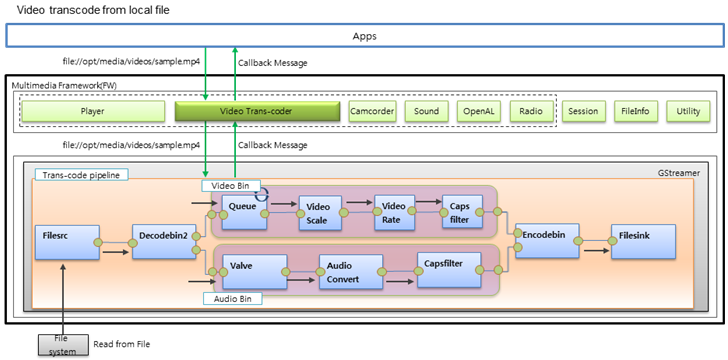 Video transcode from local file
Apps
file://opt/media/videos/sample.mp4
Callback Message
Multimedia Framework(FW)
Player
Video Trans-coder
Camcorder
Sound
OpenAL
Radio
Session
FileInfo
Utility
file://opt/media/videos/sample.mp4
Callback Message
GStreamer
Trans-code pipeline
Video Bin
Queue
Video
Scale
Video
Rate
Caps
filter
Filesrc
Decodebin2
Encodebin
Filesink
Valve
Audio
Convert
Capsfilter
Audio Bin
File
system
Read from File